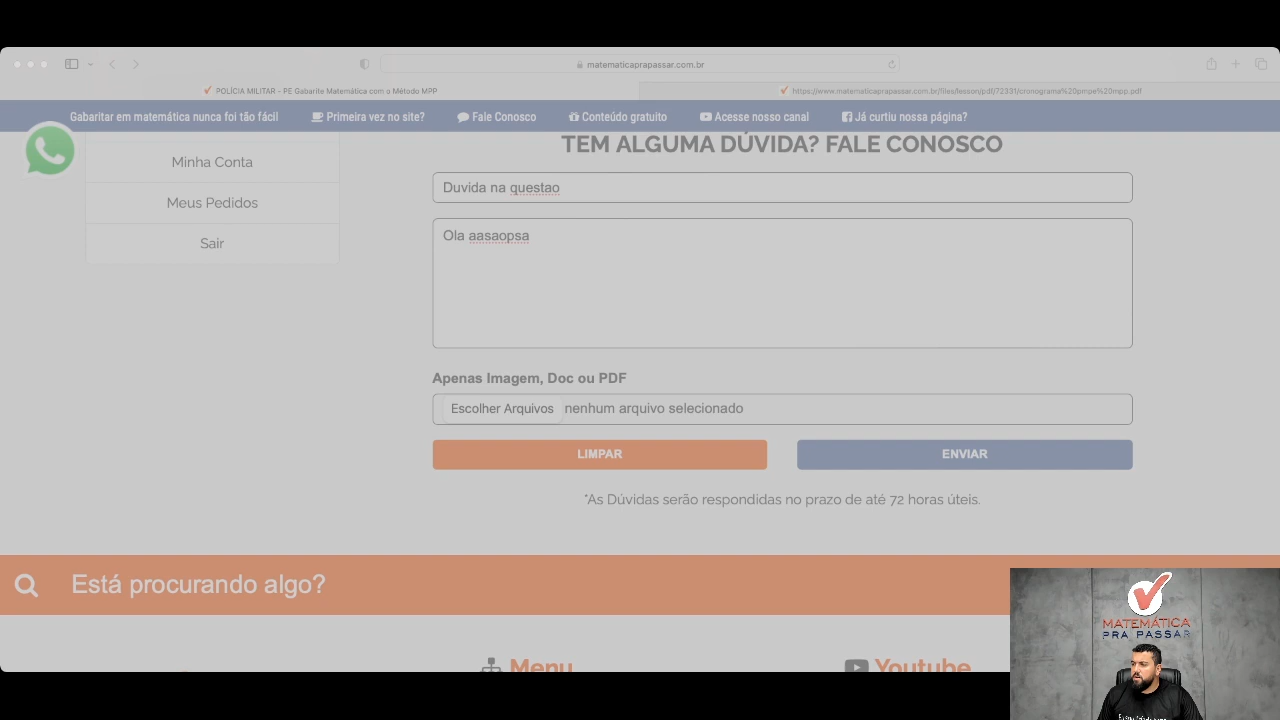 matematicaprapassar.com.br
POLÍCIA MILITAR - PE Gabarite Matemática com o Método MPP
https://www.matematicaprapassar.com.br/files/lesson/pdf/72331/cronograma%20pmpe%20mpp.pdf
Gabaritar em matemática nunca foi tão fácil
Primeira vez no site?
Fale Conosco
Conteúdo gratuito
Acesse nosso canal
Já curtiu nossa página?
Minha Conta
Meus Pedidos
Sair
TEM ALGUMA DÚVIDA? FALE CONOSCO
Duvida na questao
Ola aasaopsa
Apenas Imagem, Doc ou PDF
Escolher Arquivos nenhum arquivo selecionado
LIMPAR
ENVIAR
*As Dúvidas serão respondidas no prazo de até 72 horas úteis.
Está procurando algo?
Menu
Youtube
MATEMÁTICA
PRA PASSAR